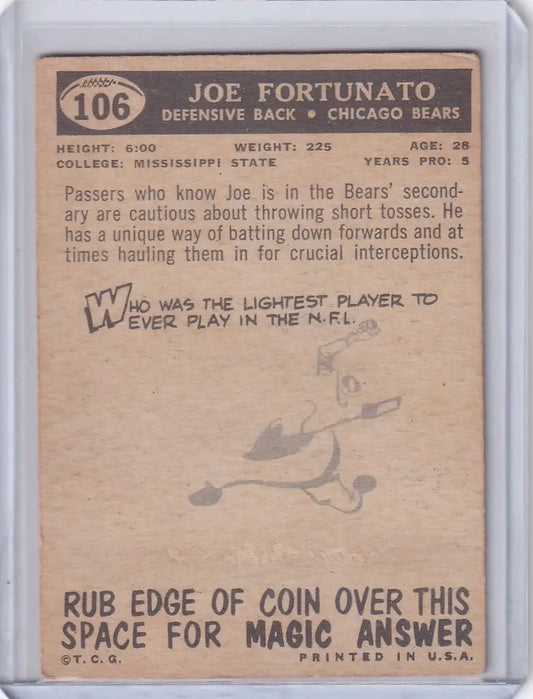 106
JOE FORTUNATO
DEFENSIVE BACK • CHICAGO BEARS
HEIGHT: 6:00 WEIGHT: 225 AGE: 28
COLLEGE: MISSISSIPPI STATE YEARS PRO: 5
Passers who know Joe is in the Bears' second-
ary are cautious about throwing short tosses. He
has a unique way of batting down forwards and at
times hauling them in for crucial interceptions.
WHO WAS THE LIGHTEST PLAYER TO
EVER PLAY IN THE N.F.L.
RUB EDGE OF COIN OVER THIS
SPACE FOR MAGIC ANSWER
©T.C.G. PRINTED IN U.S.A.